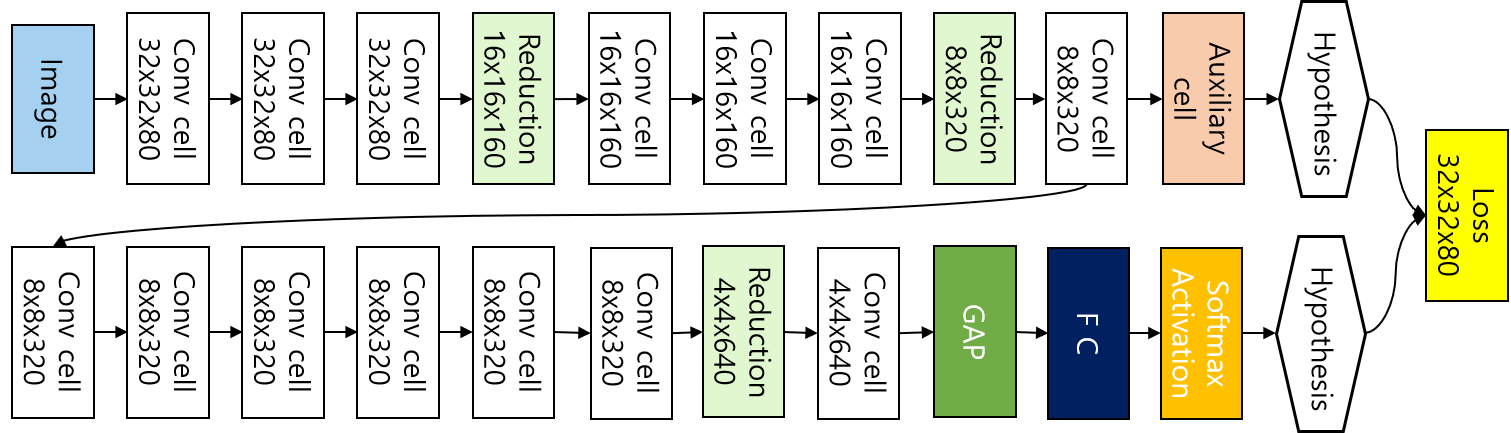 Image
Conv cell
32x32x80
Conv cell
32x32x80
Conv cell
32x32x80
Reduction
16x16x160
Conv cell
16x16x160
Conv cell
16x16x160
Conv cell
16x16x160
Reduction
8x8x320
Conv cell
8x8x320
Auxiliary
cell
Hypothesis
Loss
32x32x80
Conv cell
8x8x320
Conv cell
8x8x320
Conv cell
8x8x320
Conv cell
8x8x320
Conv cell
8x8x320
Conv cell
8x8x320
Reduction
4x4x640
Conv cell
4x4x640
GAP
F C
Softmax
Activation
Hypothesis